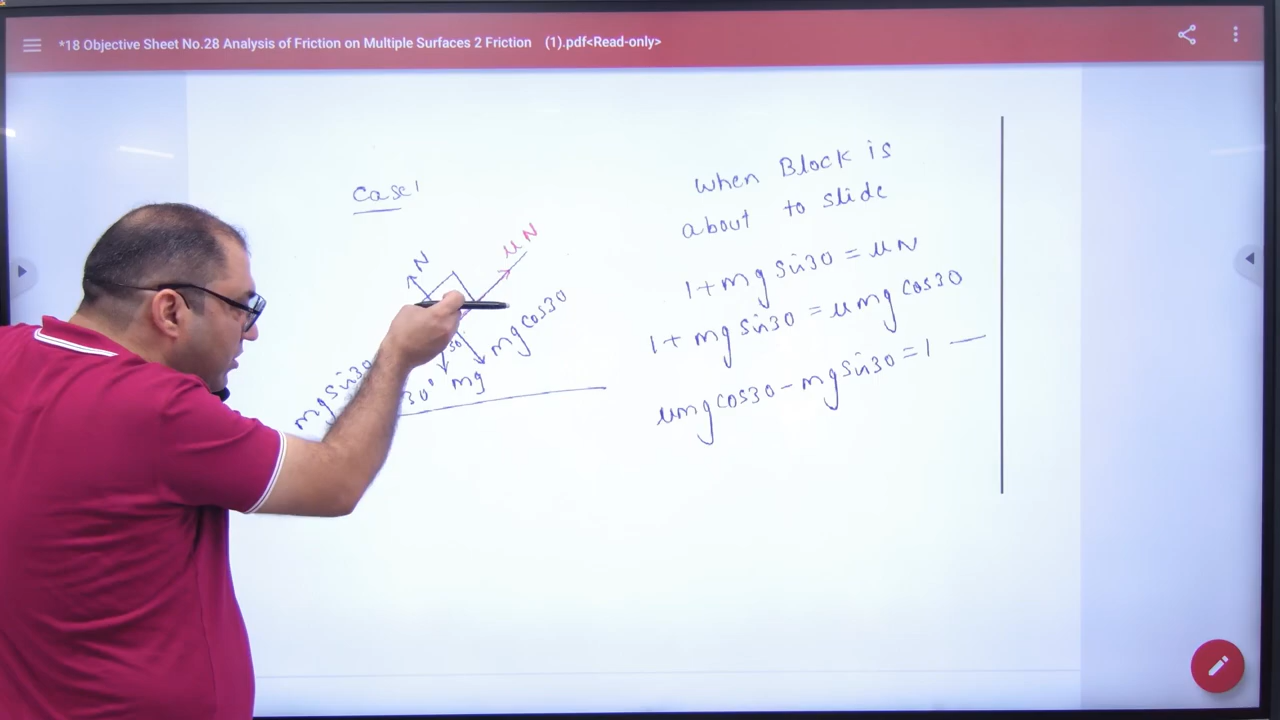 *18 Objective Sheet No.28 Analysis of Friction on Multiple Surfaces 2 Friction (1).pdf<Read-only>
Case 1
N
μN
mg cos30
30
mg
mg sin30
30°
When Block is
about to slide
1+mg sin30 = μN
1+ mg sin30 = μmg cos30
μmg cos30 - mg sin30 = 1 —